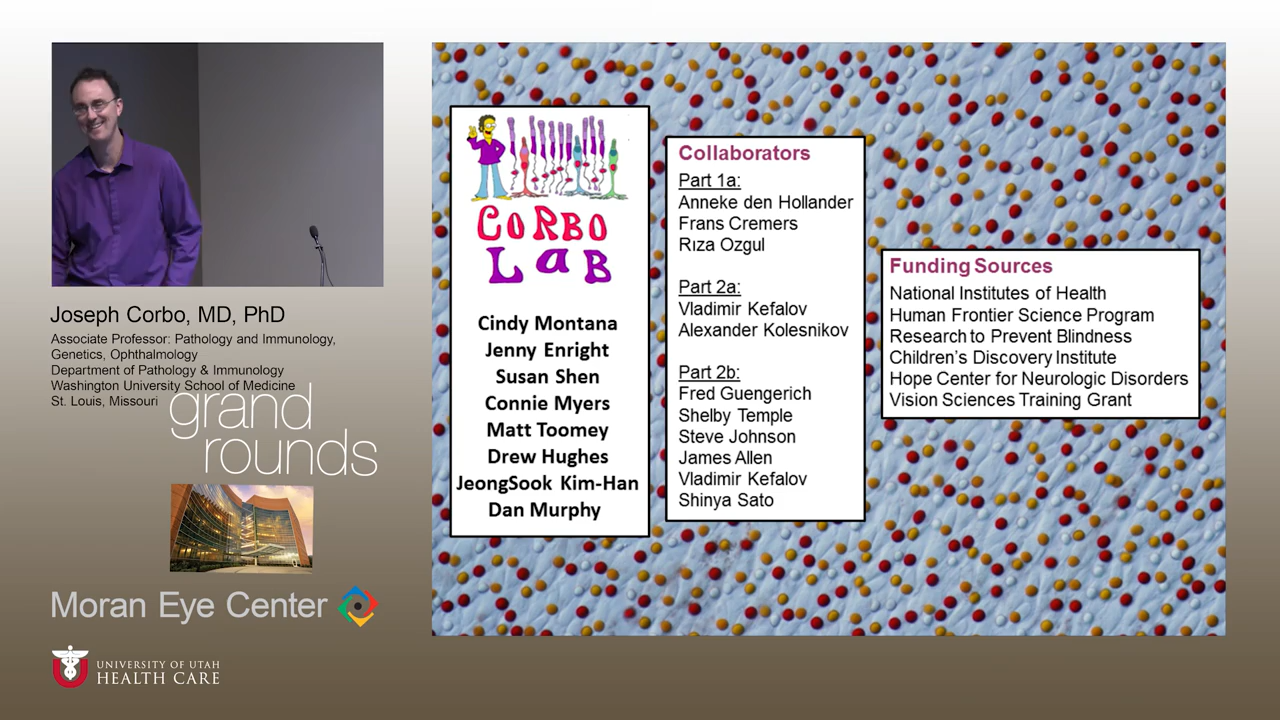 Joseph Corbo, MD, PhD
Associate Professor: Pathology and Immunology,
Genetics, Ophthalmology
Department of Pathology & Immunology
Washington University School of Medicine
St. Louis, Missouri
grand
rounds
Moran Eye Center
UNIVERSITY OF UTAH
HEALTH CARE
CORBO
LaB
Cindy Montana
Jenny Enright
Susan Shen
Connie Myers
Matt Toomey
Drew Hughes
JeongSook Kim-Han
Dan Murphy
Collaborators
Part 1a:
Anneke den Hollander
Frans Cremers
Rıza Ozgul
Part 2a:
Vladimir Kefalov
Alexander Kolesnikov
Part 2b:
Fred Guengerich
Shelby Temple
Steve Johnson
James Allen
Vladimir Kefalov
Shinya Sato
Funding Sources
National Institutes of Health
Human Frontier Science Program
Research to Prevent Blindness
Children's Discovery Institute
Hope Center for Neurologic Disorders
Vision Sciences Training Grant